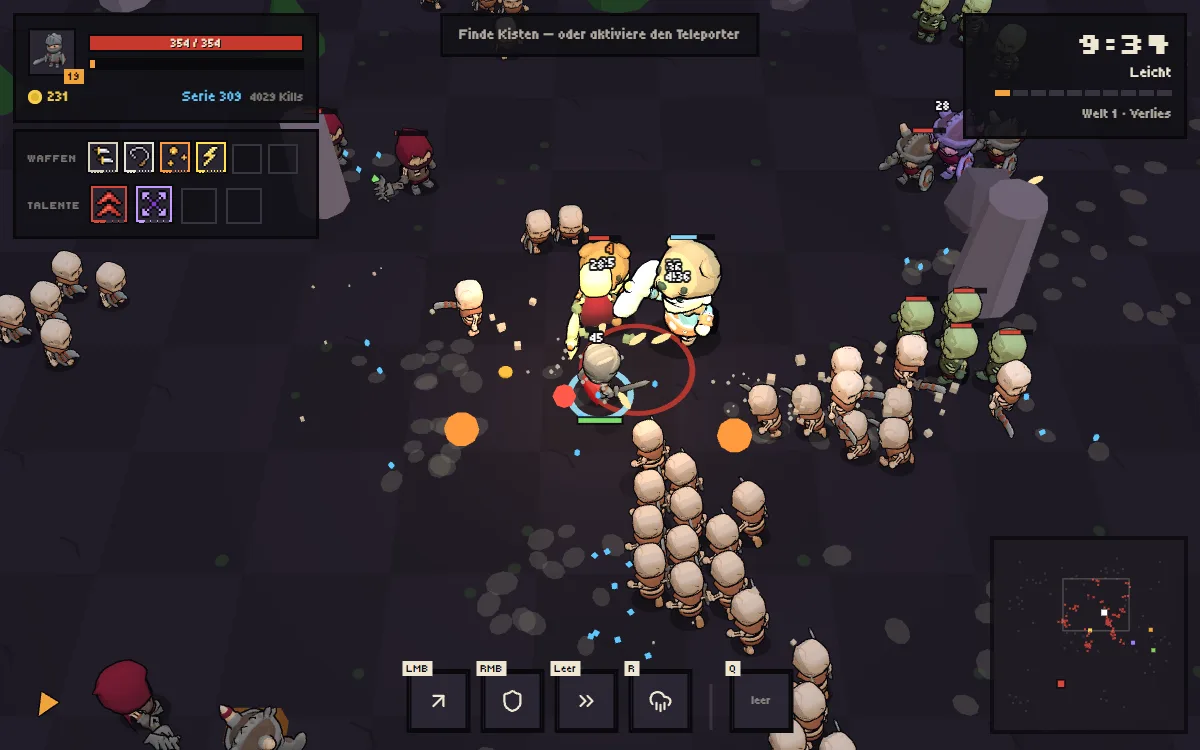 354 / 354
19
231
Serie 309 4029 Kills
WAFFEN
TALENTE
Finde Kisten — oder aktiviere den Teleporter
9:37
Leicht
Welt 1 · Verlies
28
45
LMB
RMB
Leer
R
Q
leer